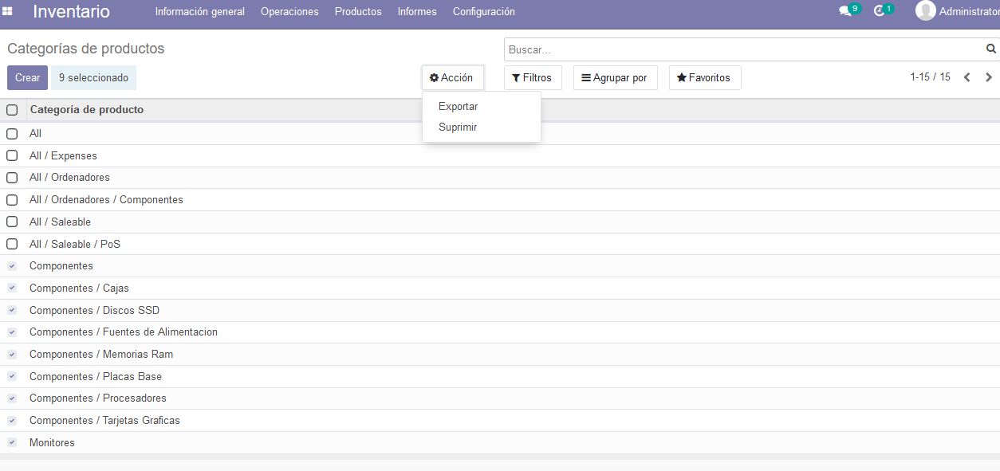 Inventario Información general Operaciones Productos Informes Configuración 9 1 Administrator
Categorías de productos Buscar...
Crear 9 seleccionado Acción Filtros Agrupar por Favoritos 1-15 / 15
Exportar
Suprimir
Categoría de producto
All
All / Expenses
All / Ordenadores
All / Ordenadores / Componentes
All / Saleable
All / Saleable / PoS
Componentes
Componentes / Cajas
Componentes / Discos SSD
Componentes / Fuentes de Alimentacion
Componentes / Memorias Ram
Componentes / Placas Base
Componentes / Procesadores
Componentes / Tarjetas Graficas
Monitores